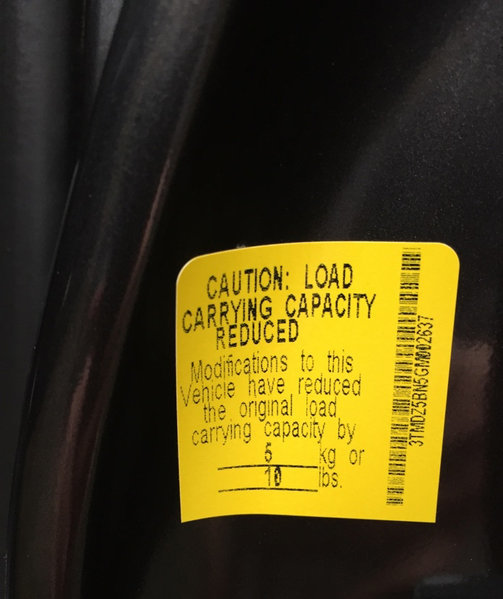 CAUTION: LOAD
CARRYING CAPACITY
REDUCED
Modifications to this
Vehicle have reduced
the original load
carrying capacity by
5 kg or
10 lbs.
3TMDZ5BN5GM002637